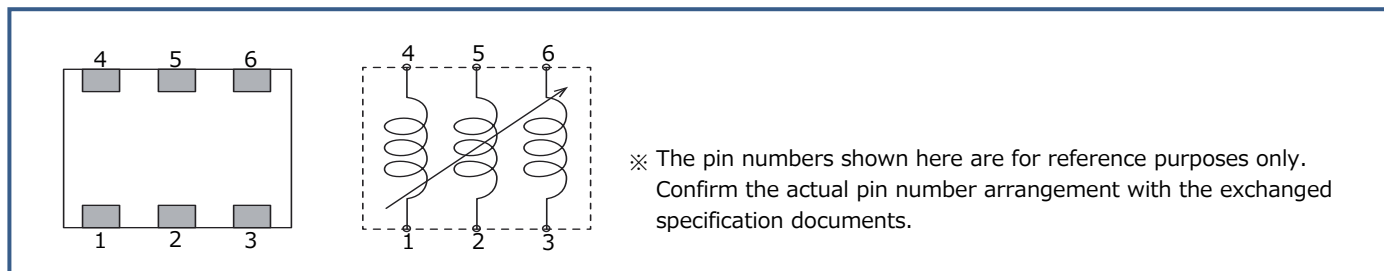 4 5 6
1 2 3
4 5 6
1 2 3
※ The pin numbers shown here are for reference purposes only.
Confirm the actual pin number arrangement with the exchanged
specification documents.